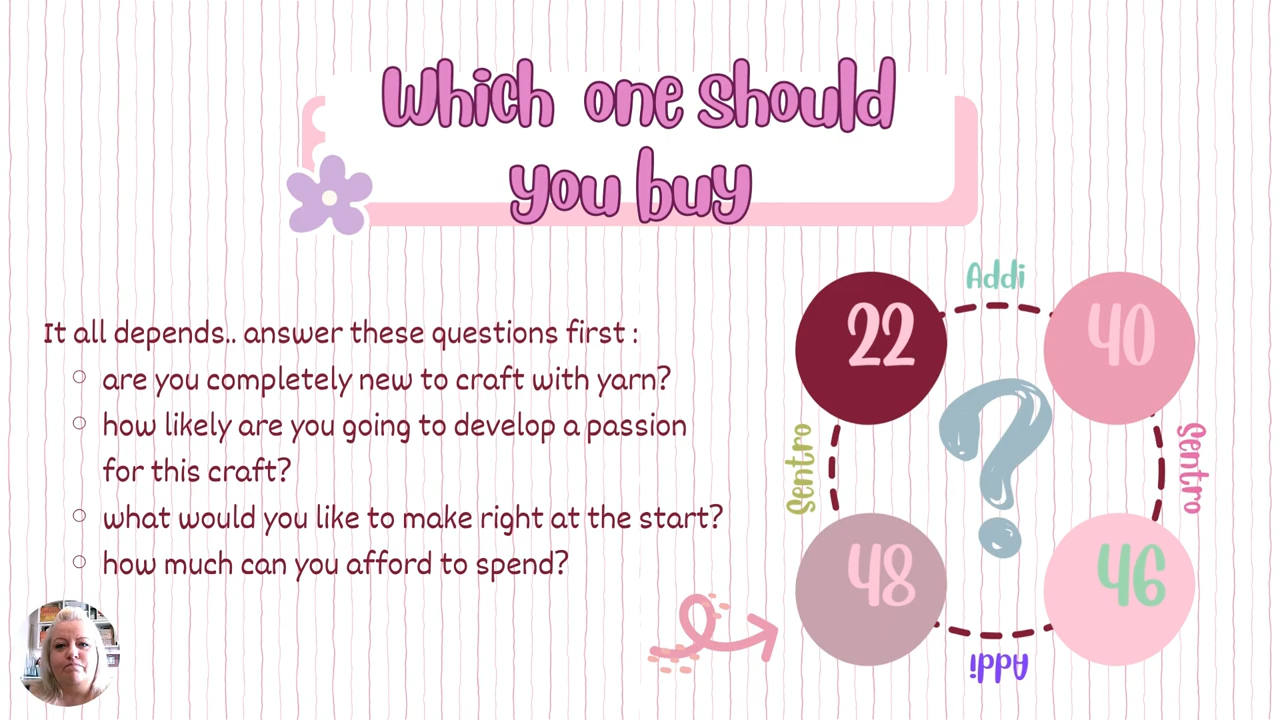 Which one should
you buy
It all depends.. answer these questions first :
are you completely new to craft with yarn?
how likely are you going to develop a passion
for this craft?
what would you like to make right at the start?
how much can you afford to spend?
Addi
22
40
Sentro
Sentro
?
48
46
Addi